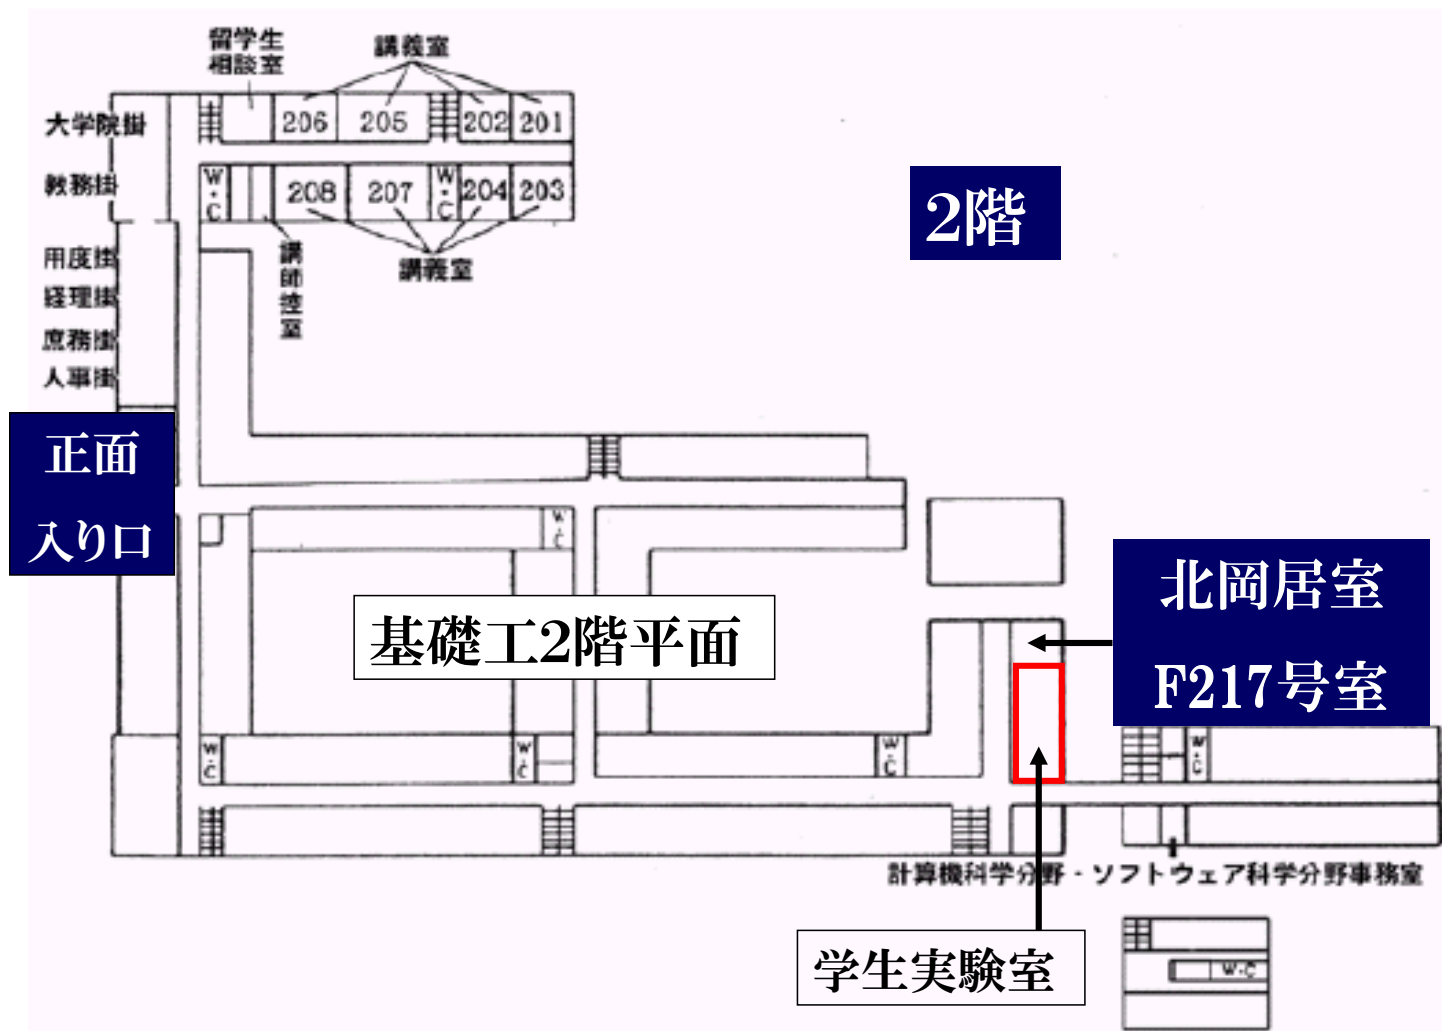 留学生
相談室
講義室
大学院掛
206
205
202
201
教務掛
W・C
208
207
W・C
204
203
2階
用度掛
講師控室
講義室
経理掛
庶務掛
人事掛
正面
入り口
W・C
北岡居室
F217号室
基礎工2階平面
W・C
W・C
W・C
W・C
計算機科学分野・ソフトウェア科学分野事務室
学生実験室
W・C